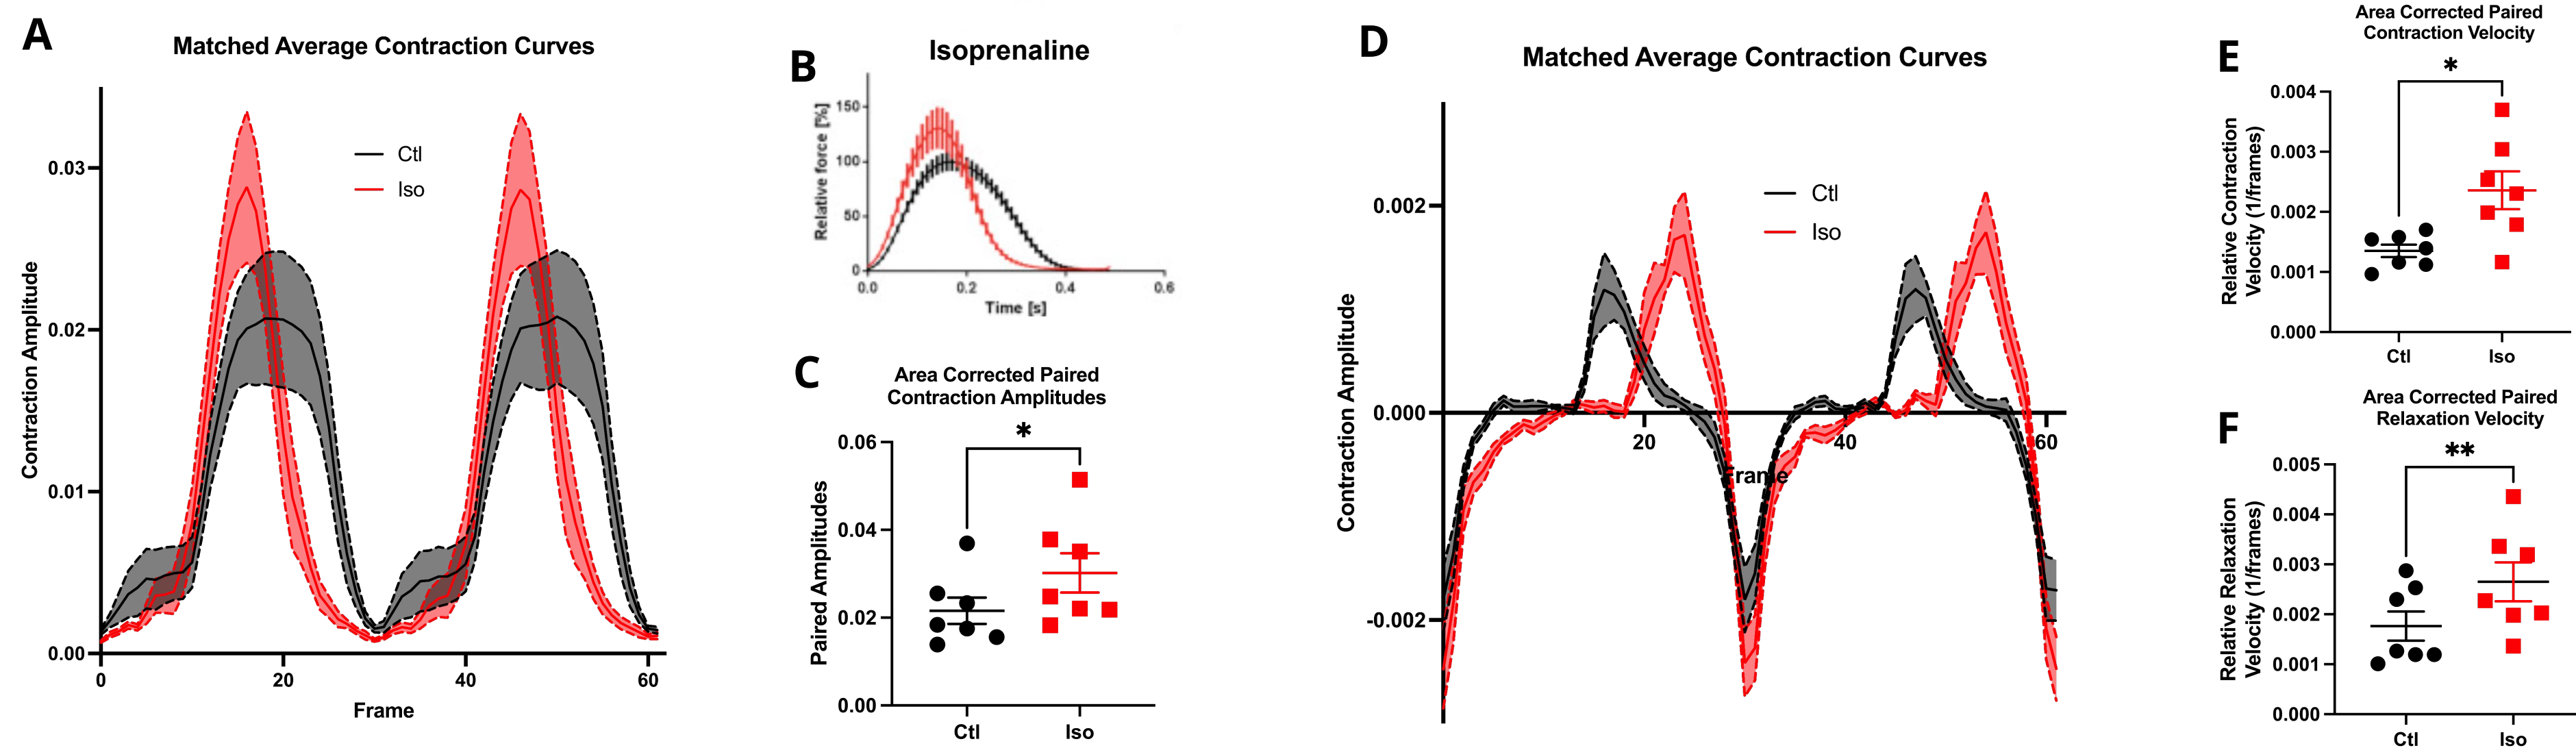 A
Matched Average Contraction Curves
Contraction Amplitude
0.03
0.02
0.01
0.00
Ctl
Iso
0
20
40
60
Frame
B
Isoprenaline
Relative force [%]
150
100
50
0
0.0
0.2
0.4
0.6
Time [s]
C
Area Corrected Paired
Contraction Amplitudes
*
Paired Amplitudes
0.06
0.04
0.02
0.00
Ctl
Iso
D
Matched Average Contraction Curves
Contraction Amplitude
0.002
0.000
-0.002
Ctl
Iso
20
40
60
Frame
E
Area Corrected Paired
Contraction Velocity
*
Relative Contraction
Velocity (1/frames)
0.004
0.003
0.002
0.001
0.000
Ctl
Iso
F
Area Corrected Paired
Relaxation Velocity
**
Relative Relaxation
Velocity (1/frames)
0.005
0.004
0.003
0.002
0.001
0.000
Ctl
Iso